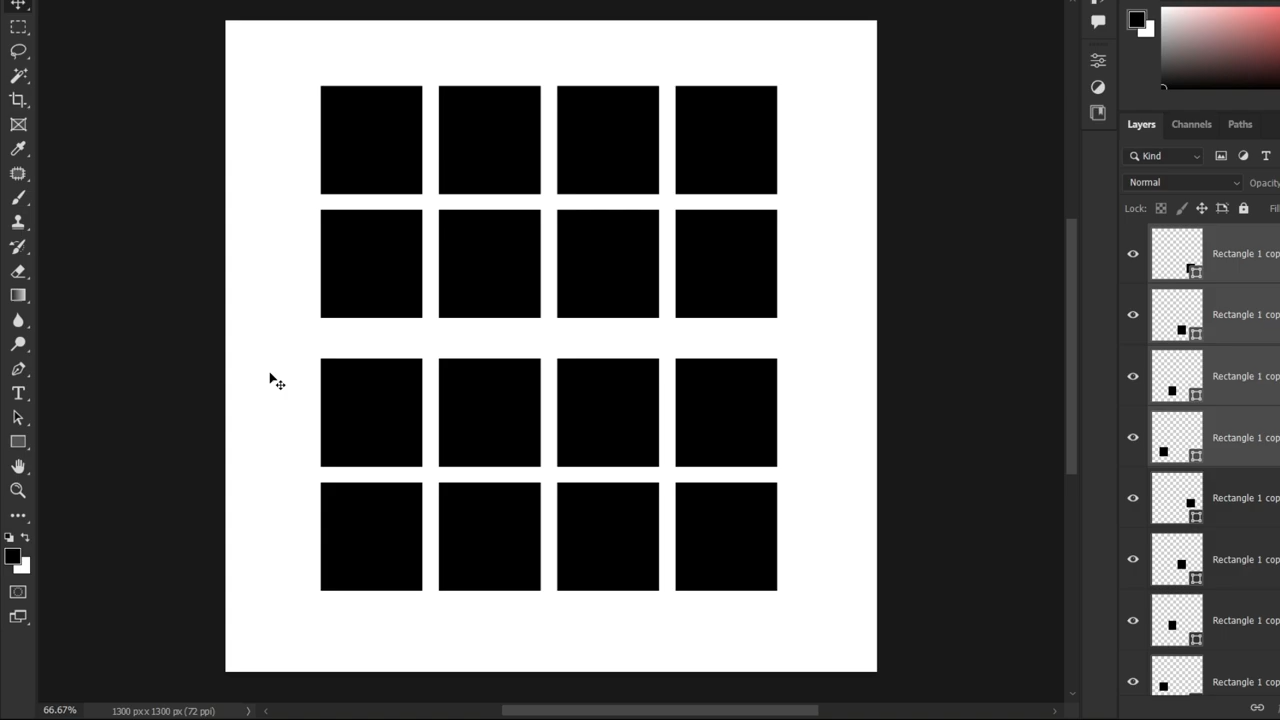 Layers Channels Paths
Kind
Normal Opacity
Lock: Fil
Rectangle 1 cop
Rectangle 1 cop
Rectangle 1 cop
Rectangle 1 cop
Rectangle 1 cop
Rectangle 1 cop
Rectangle 1 cop
Rectangle 1 cop
66.67% 1300 px x 1300 px (72 ppi)